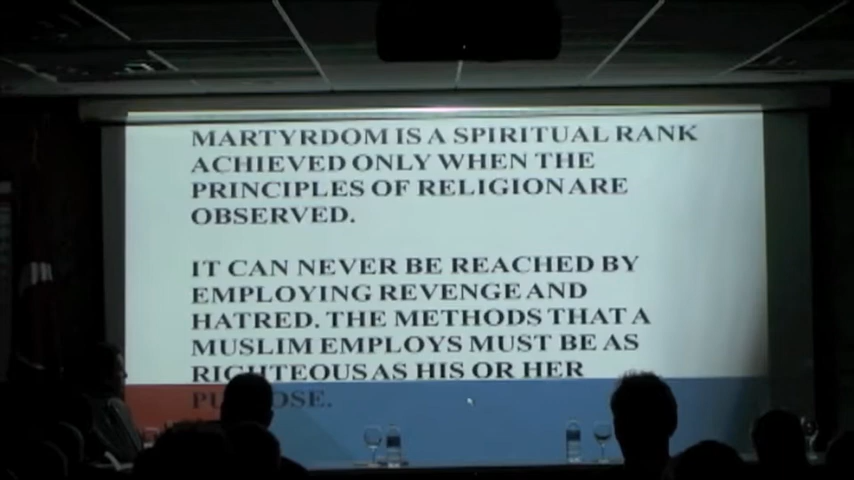 MARTYRDOM IS A SPIRITUAL RANK
ACHIEVED ONLY WHEN THE
PRINCIPLES OF RELIGION ARE
OBSERVED.
IT CAN NEVER BE REACHED BY
EMPLOYING REVENGE AND
HATRED. THE METHODS THAT A
MUSLIM EMPLOYS MUST BE AS
RIGHTEOUS AS HIS OR HER